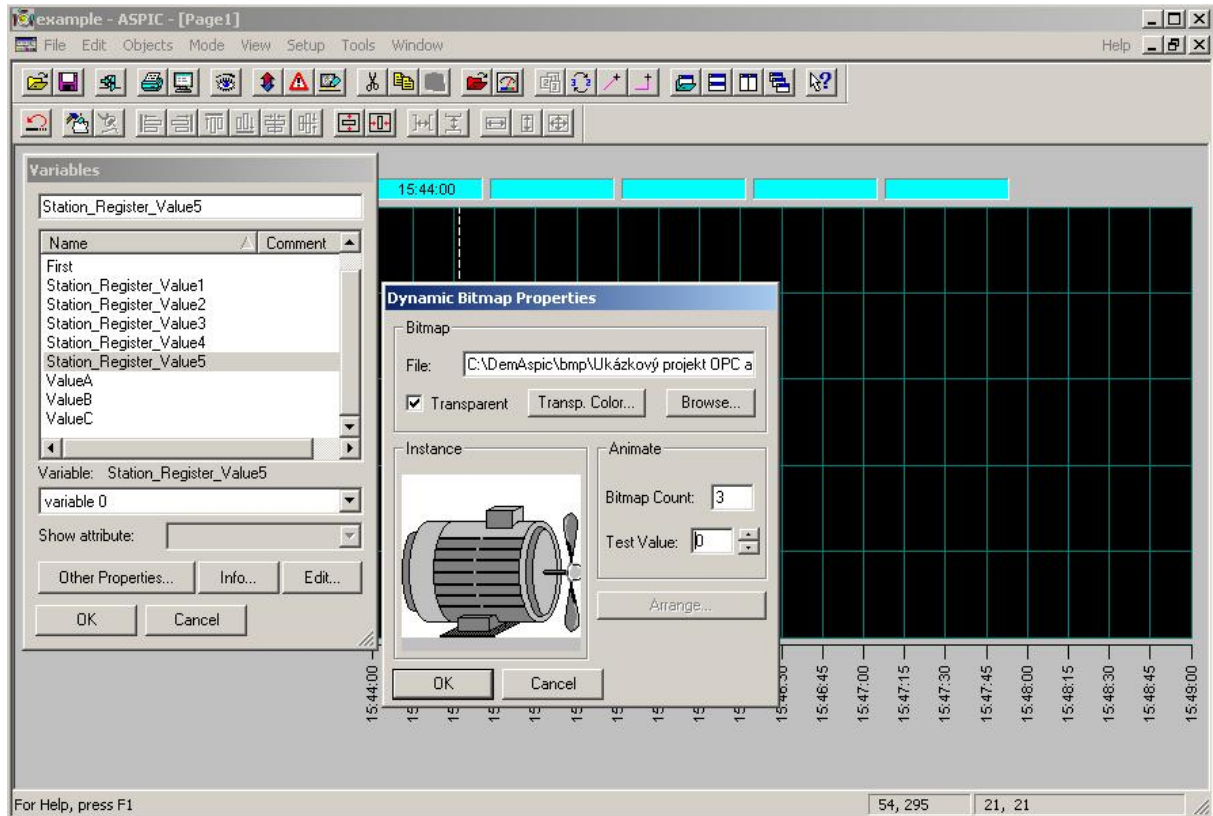 example - ASPIC - [Page1]
File Edit Objects Mode View Setup Tools Window Help
Variables
Station_Register_Value5
Name Comment
First
Station_Register_Value1
Station_Register_Value2
Station_Register_Value3
Station_Register_Value4
Station_Register_Value5
ValueA
ValueB
ValueC
Variable: Station_Register_Value5
variable 0
Show attribute:
Other Properties... Info... Edit...
OK Cancel
15:44:00
Dynamic Bitmap Properties
Bitmap
File: C:\DemAspic\bmp\Ukázkový projekt OPC a
Transparent Transp. Color... Browse...
Instance
Animate
Bitmap Count: 3
Test Value: 0
Arrange...
OK Cancel
15:44:00
15:46:30
15:46:45
15:47:00
15:47:15
15:47:30
15:47:45
15:48:00
15:48:15
15:48:30
15:48:45
15:49:00
For Help, press F1
54, 295
21, 21